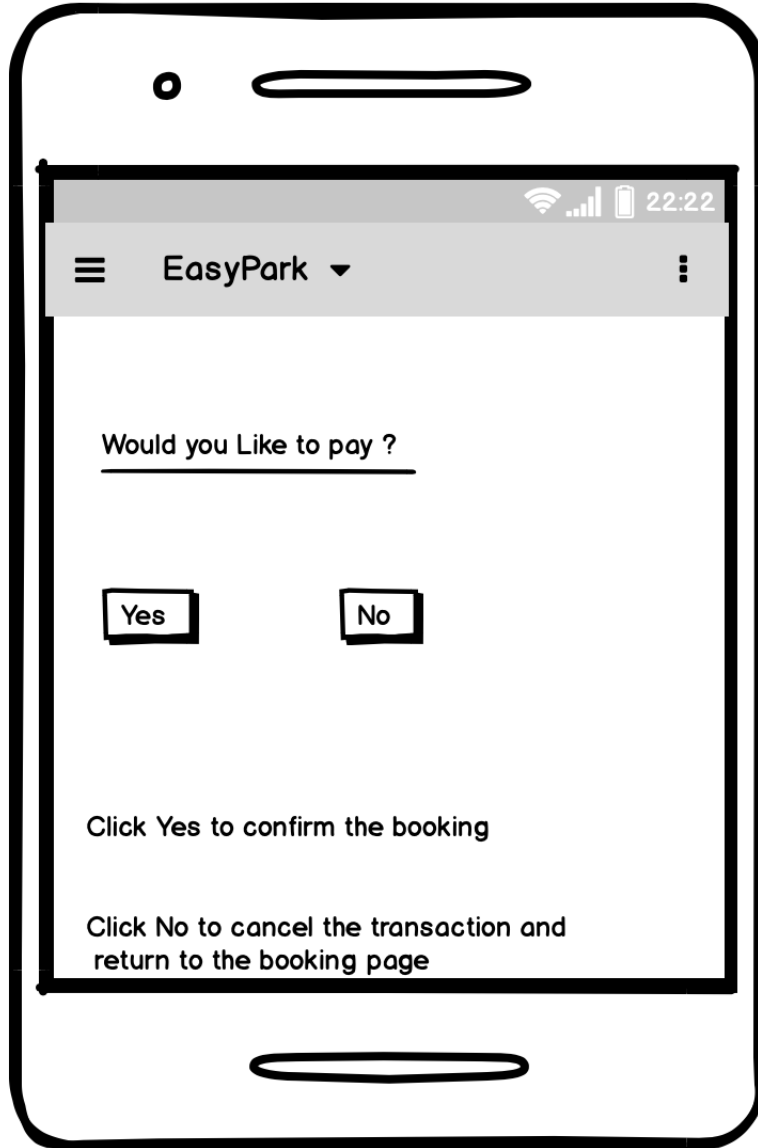 22:22
EasyPark
Would you Like to pay ?
Yes
No
Click Yes to confirm the booking
Click No to cancel the transaction and
return to the booking page